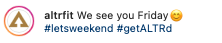 altrfit We see you Friday😊
#letsweekend #getALTRd